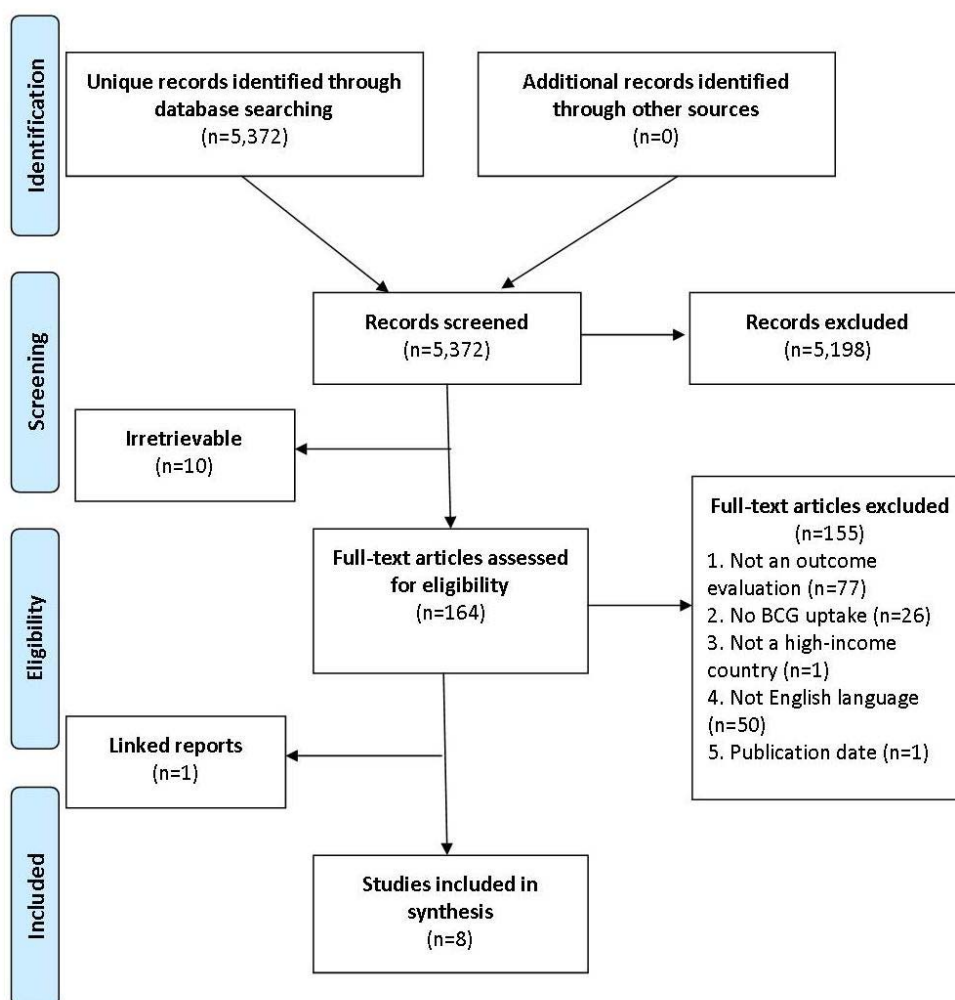 Identification
Unique records identified through
database searching
(n=5,372)
Additional records identified
through other sources
(n=0)
Screening
Records screened
(n=5,372)
Records excluded
(n=5,198)
Irretrievable
(n=10)
Eligibility
Full-text articles assessed
for eligibility
(n=164)
Full-text articles excluded
(n=155)
1. Not an outcome
evaluation (n=77)
2. No BCG uptake (n=26)
3. Not a high-income
country (n=1)
4. Not English language
(n=50)
5. Publication date (n=1)
Linked reports
(n=1)
Included
Studies included in
synthesis
(n=8)